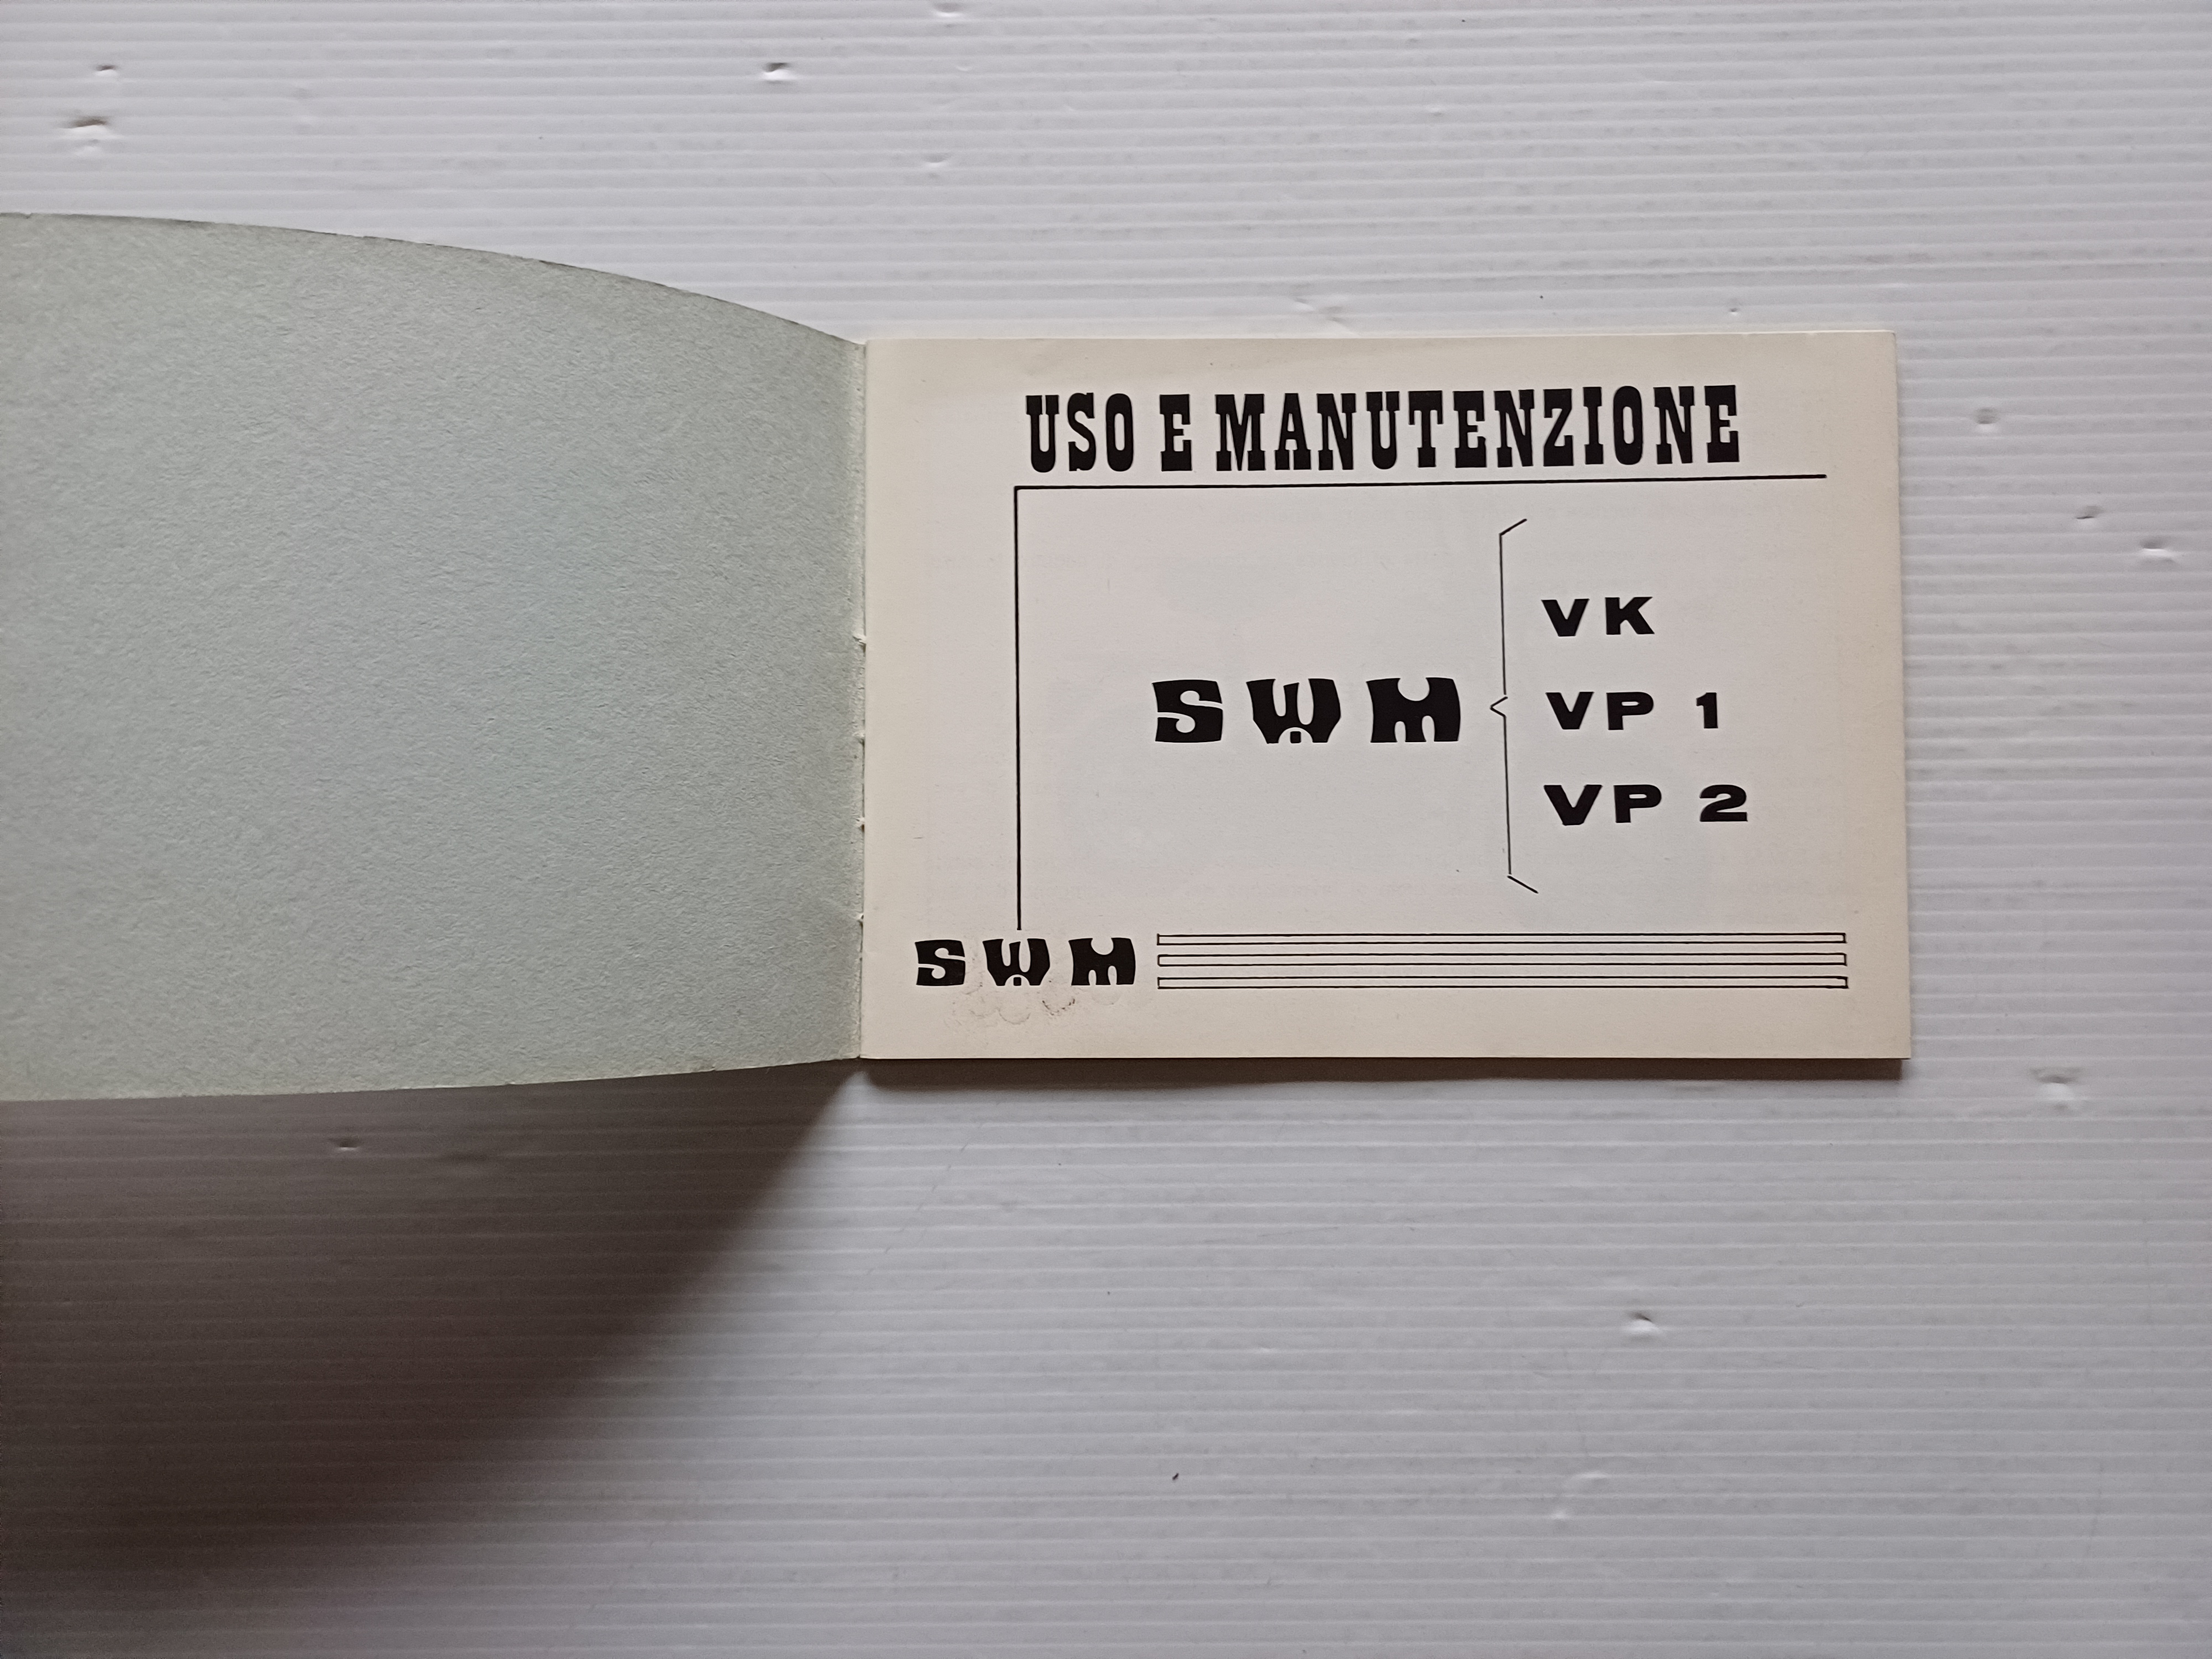 USO E MANUTENZIONE
VK
SWM
VP 1
VP 2
SWM